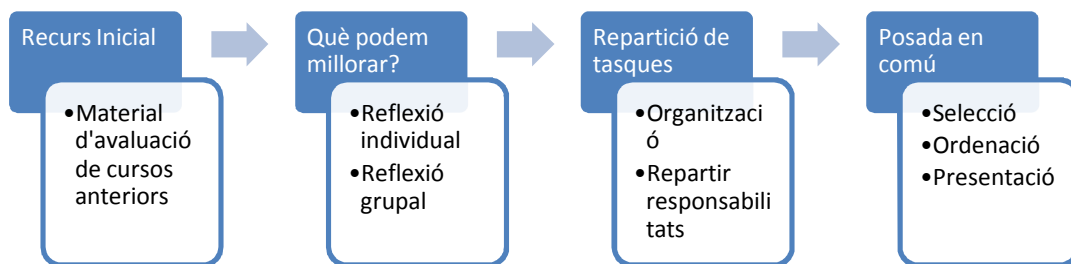 Recurs Inicial
•Material
d'avaluació
de cursos
anteriors
Què podem
millorar?
•Reflexió
individual
•Reflexió
grupal
Repartició de
tasques
•Organitzaci
ó
•Repartir
responsabili
tats
Posada en
comú
•Selecció
•Ordenació
•Presentació